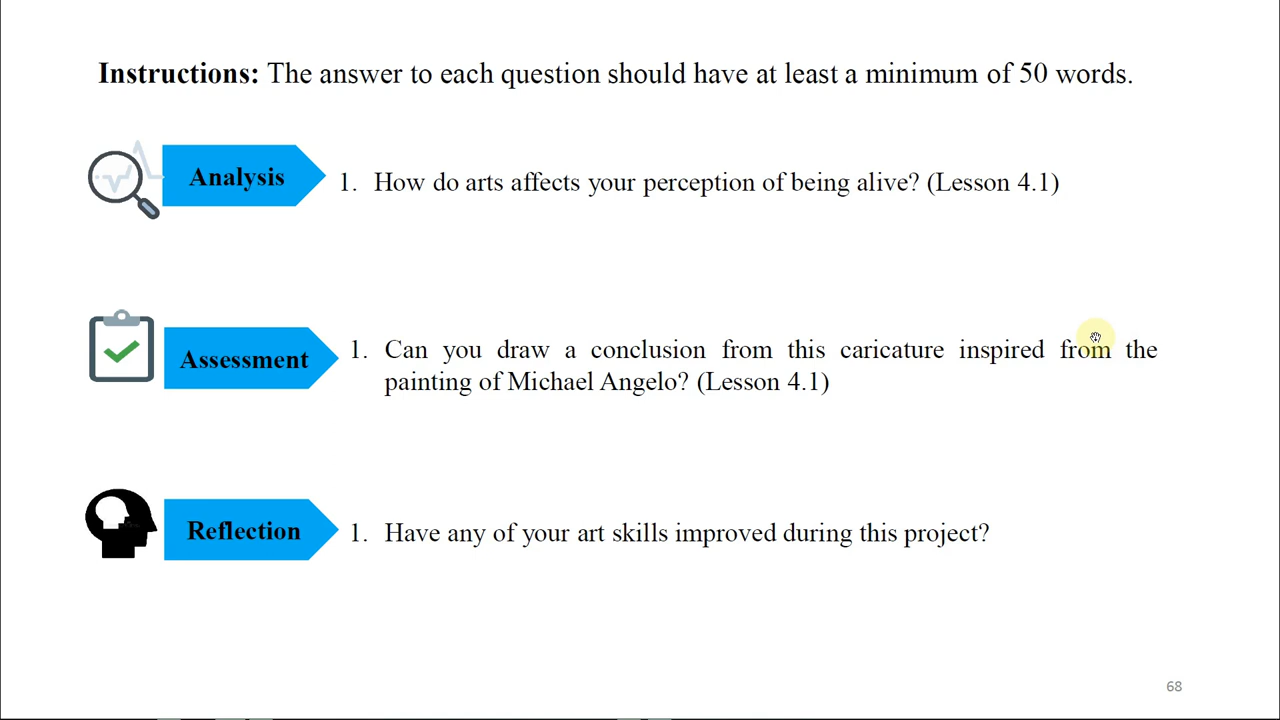 Instructions: The answer to each question should have at least a minimum of 50 words.
Analysis
1. How do arts affects your perception of being alive? (Lesson 4.1)
Assessment
1. Can you draw a conclusion from this caricature inspired from the
painting of Michael Angelo? (Lesson 4.1)
Reflection
1. Have any of your art skills improved during this project?
68